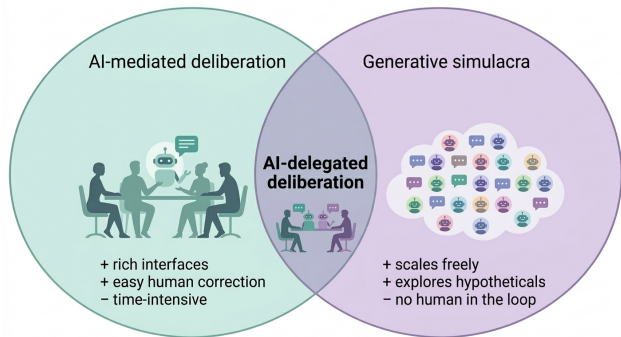 AI-mediated deliberation
Generative simulacra
AI-delegated
deliberation
+ rich interfaces
+ easy human correction
− time-intensive
+ scales freely
+ explores hypotheticals
− no human in the loop